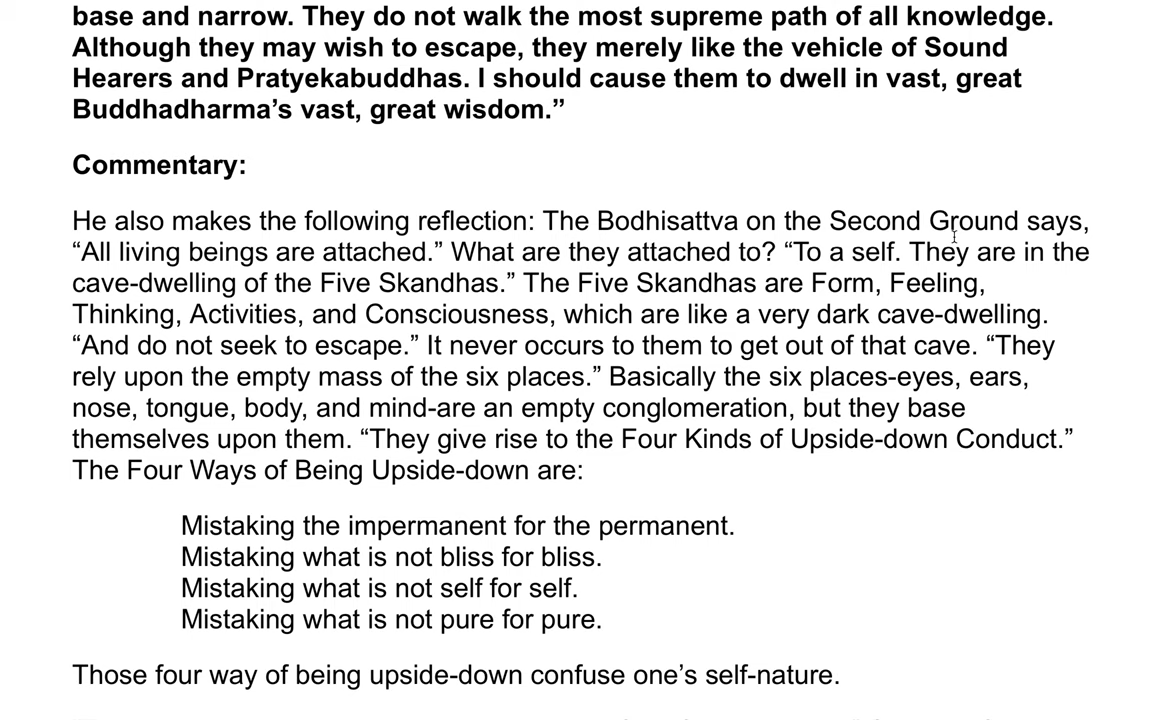 base and narrow. They do not walk the most supreme path of all knowledge.
Although they may wish to escape, they merely like the vehicle of Sound
Hearers and Pratyekabuddhas. I should cause them to dwell in vast, great
Buddhadharma’s vast, great wisdom.”
Commentary:
He also makes the following reflection: The Bodhisattva on the Second Ground says,
“All living beings are attached.” What are they attached to? “To a self. They are in the
cave-dwelling of the Five Skandhas.” The Five Skandhas are Form, Feeling,
Thinking, Activities, and Consciousness, which are like a very dark cave-dwelling.
“And do not seek to escape.” It never occurs to them to get out of that cave. “They
rely upon the empty mass of the six places.” Basically the six places-eyes, ears,
nose, tongue, body, and mind-are an empty conglomeration, but they base
themselves upon them. “They give rise to the Four Kinds of Upside-down Conduct.”
The Four Ways of Being Upside-down are:
Mistaking the impermanent for the permanent.
Mistaking what is not bliss for bliss.
Mistaking what is not self for self.
Mistaking what is not pure for pure.
Those four way of being upside-down confuse one’s self-nature.